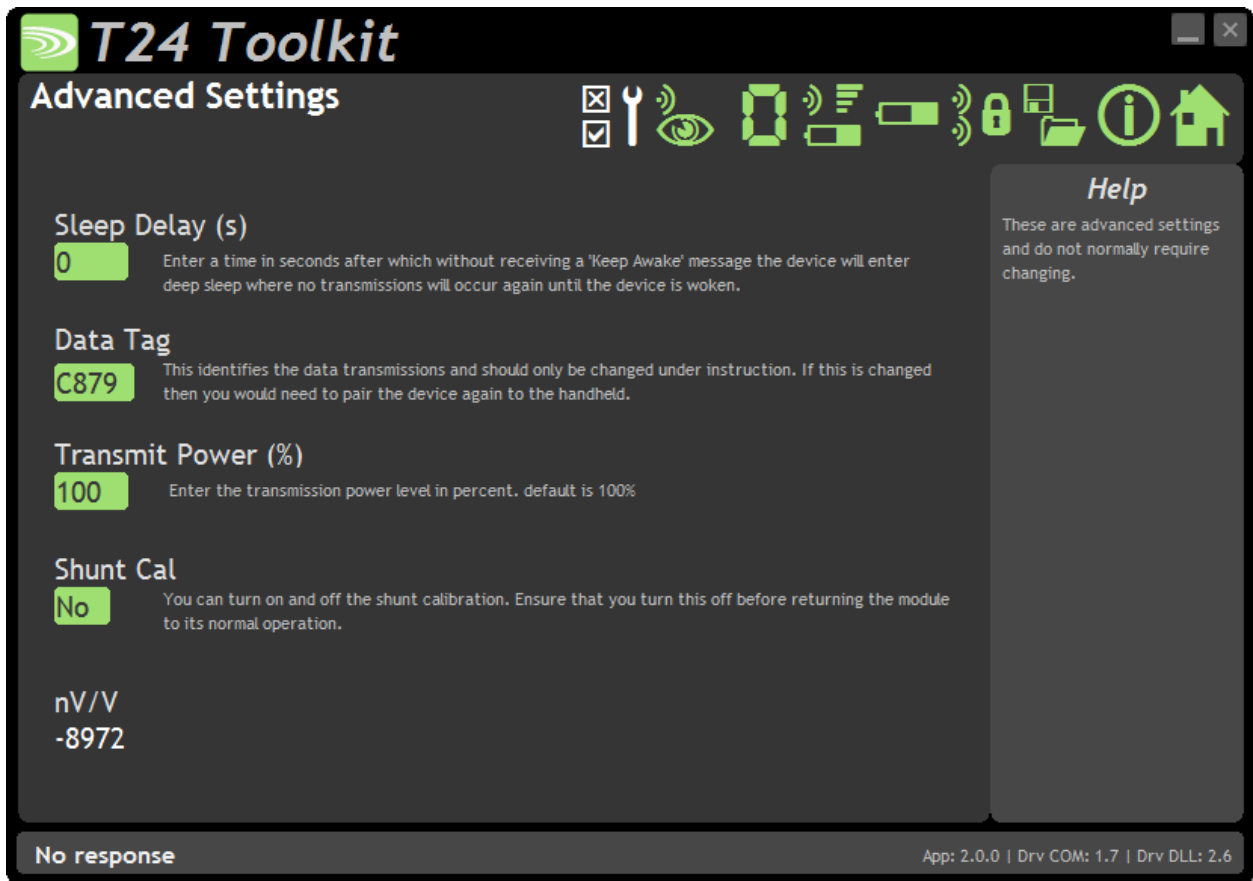 T24 Toolkit
Advanced Settings
Sleep Delay (s)
0
Enter a time in seconds after which without receiving a 'Keep Awake' message the device will enter
deep sleep where no transmissions will occur again until the device is woken.
Data Tag
C879
This identifies the data transmissions and should only be changed under instruction. If this is changed
then you would need to pair the device again to the handheld.
Transmit Power (%)
100
Enter the transmission power level in percent. default is 100%
Shunt Cal
No
You can turn on and off the shunt calibration. Ensure that you turn this off before returning the module
to its normal operation.
nV/V
-8972
Help
These are advanced settings
and do not normally require
changing.
No response
App: 2.0.0 | Drv COM: 1.7 | Drv DLL: 2.6